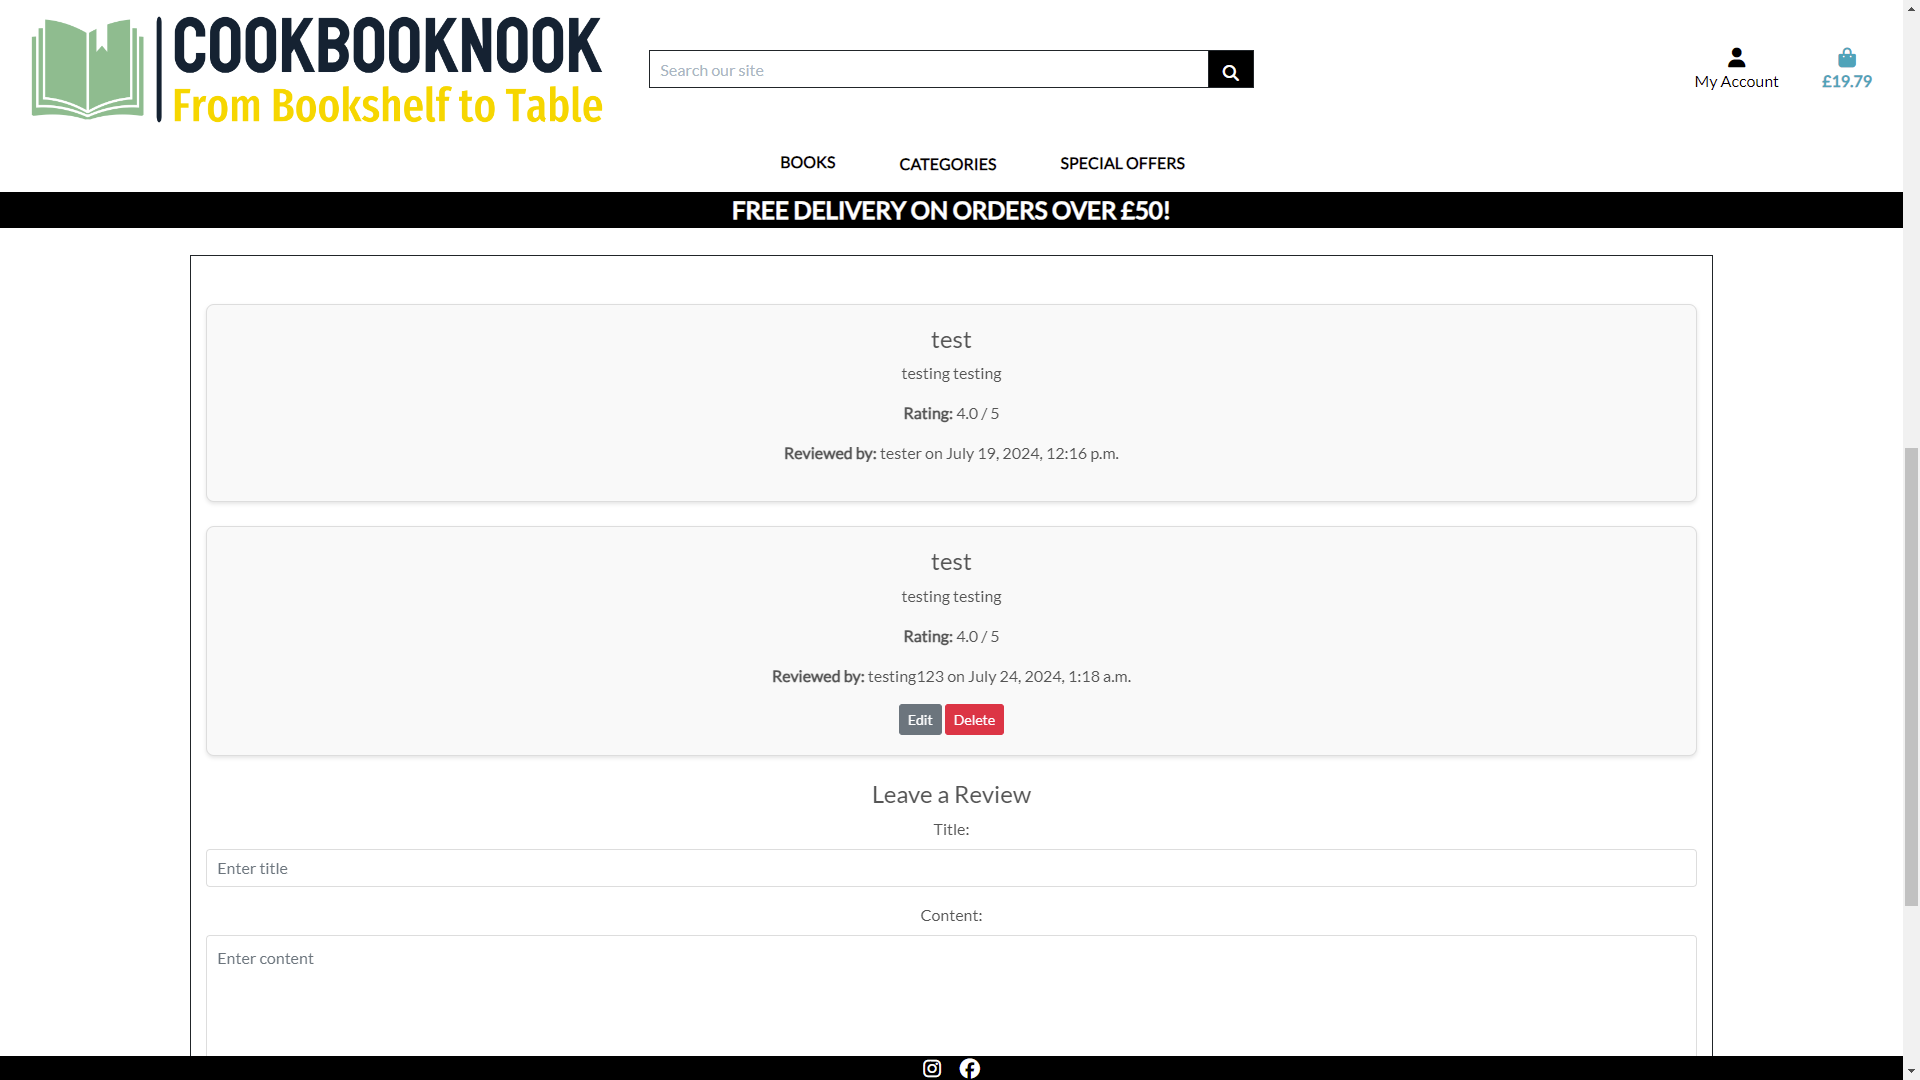 COOKBOOKNOOK
From Bookshelf to Table
Search our site
My Account
£19.79
BOOKS
CATEGORIES
SPECIAL OFFERS
FREE DELIVERY ON ORDERS OVER £50!
test
testing testing
Rating: 4.0 / 5
Reviewed by: tester on July 19, 2024, 12:16 p.m.
test
testing testing
Rating: 4.0 / 5
Reviewed by: testing123 on July 24, 2024, 1:18 a.m.
Edit Delete
Leave a Review
Title:
Enter title
Content:
Enter content